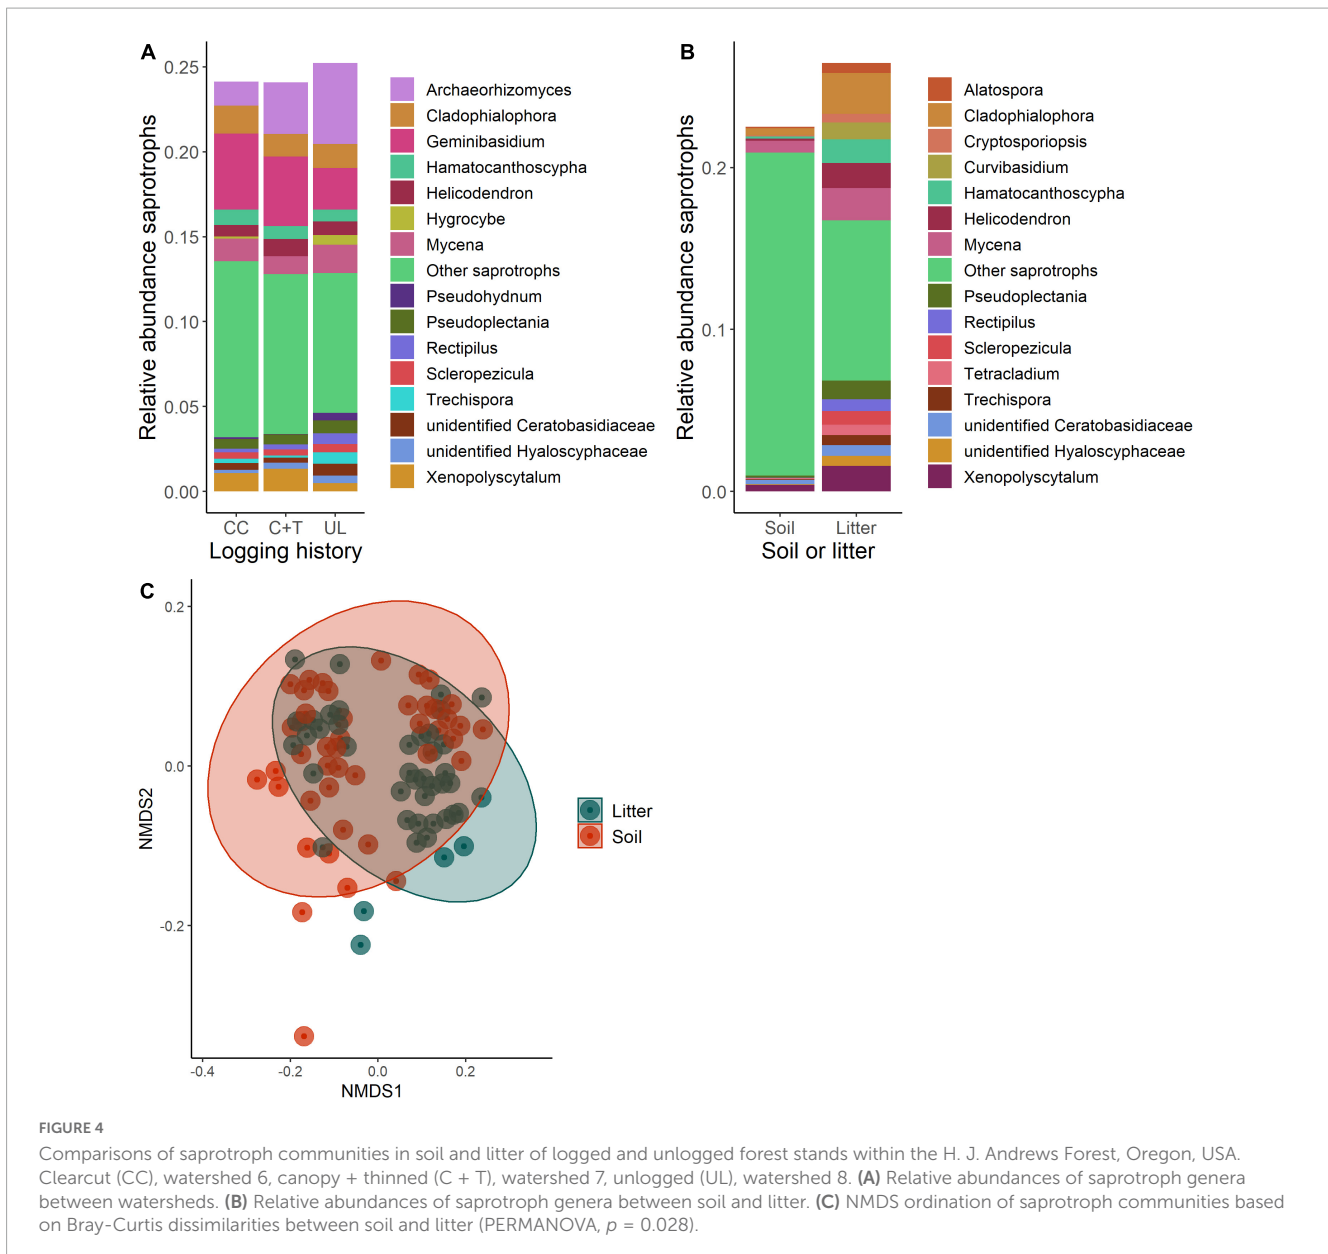 A
Relative abundance saprotrophs
0.25
0.20
0.15
0.10
0.05
0.00
CC C+T UL
Logging history
Archaeorhizomyces
Cladophialophora
Geminibasidium
Hamatocanthoscypha
Helicodendron
Hygrocybe
Mycena
Other saprotrophs
Pseudohydnum
Pseudoplectania
Rectipilus
Scleropezicula
Trechispora
unidentified Ceratobasidiaceae
unidentified Hyaloscyphaceae
Xenopolyscytalum
B
Relative abundance saprotrophs
0.2
0.1
0.0
Soil Litter
Soil or litter
Alatospora
Cladophialophora
Cryptosporiopsis
Curvibasidium
Hamatocanthoscypha
Helicodendron
Mycena
Other saprotrophs
Pseudoplectania
Rectipilus
Scleropezicula
Tetracladium
Trechispora
unidentified Ceratobasidiaceae
unidentified Hyaloscyphaceae
Xenopolyscytalum
C
NMDS2
0.2
0.0
-0.2
-0.4 -0.2 0.0 0.2
NMDS1
Litter
Soil
FIGURE 4
Comparisons of saprotroph communities in soil and litter of logged and unlogged forest stands within the H. J. Andrews Forest, Oregon, USA.
Clearcut (CC), watershed 6, canopy + thinned (C + T), watershed 7, unlogged (UL), watershed 8. (A) Relative abundances of saprotroph genera
between watersheds. (B) Relative abundances of saprotroph genera between soil and litter. (C) NMDS ordination of saprotroph communities based
on Bray-Curtis dissimilarities between soil and litter (PERMANOVA, p = 0.028).